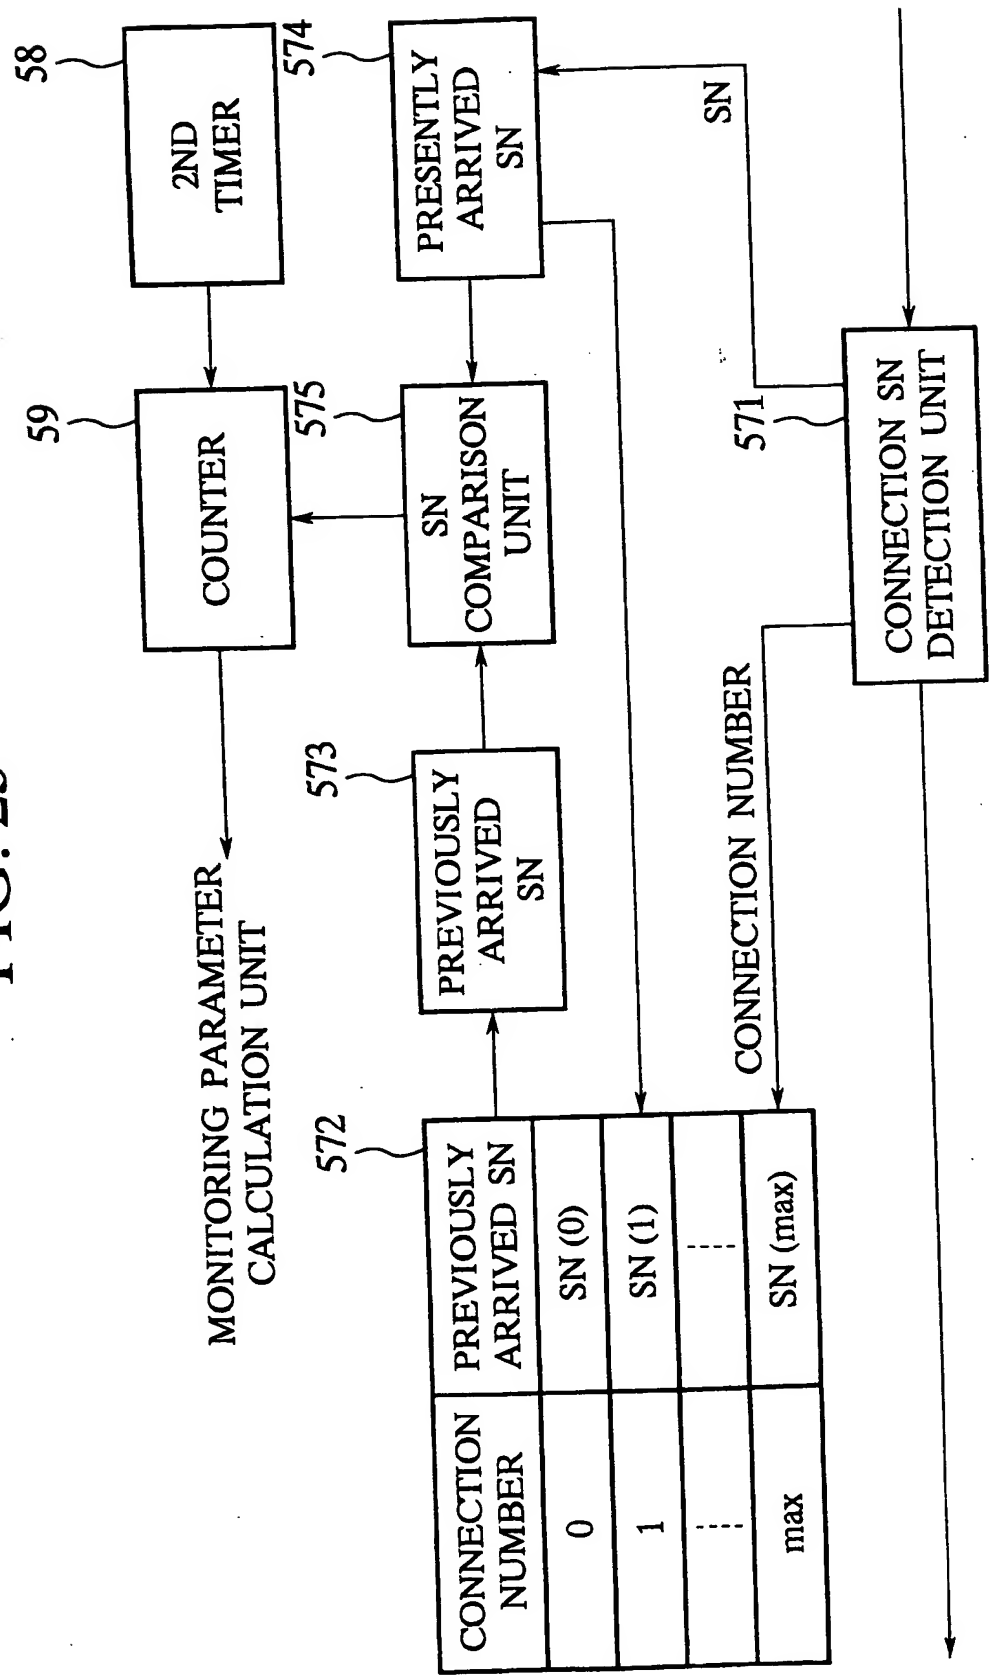 FIG.
MONITORING PARAMETER
CALCULATION UNIT
59
COUNTER
58
2ND
TIMER
572
CONNECTION
NUMBER
PREVIOUSLY
ARRIVED SN
0
SN (0)
1
SN (1)
max
SN (max)
573
PREVIOUSLY
ARRIVED
SN
575
SN
COMPARISON
UNIT
574
PRESENTLY
ARRIVED
SN
CONNECTION NUMBER
SN
571
CONNECTION SN
DETECTION UNIT